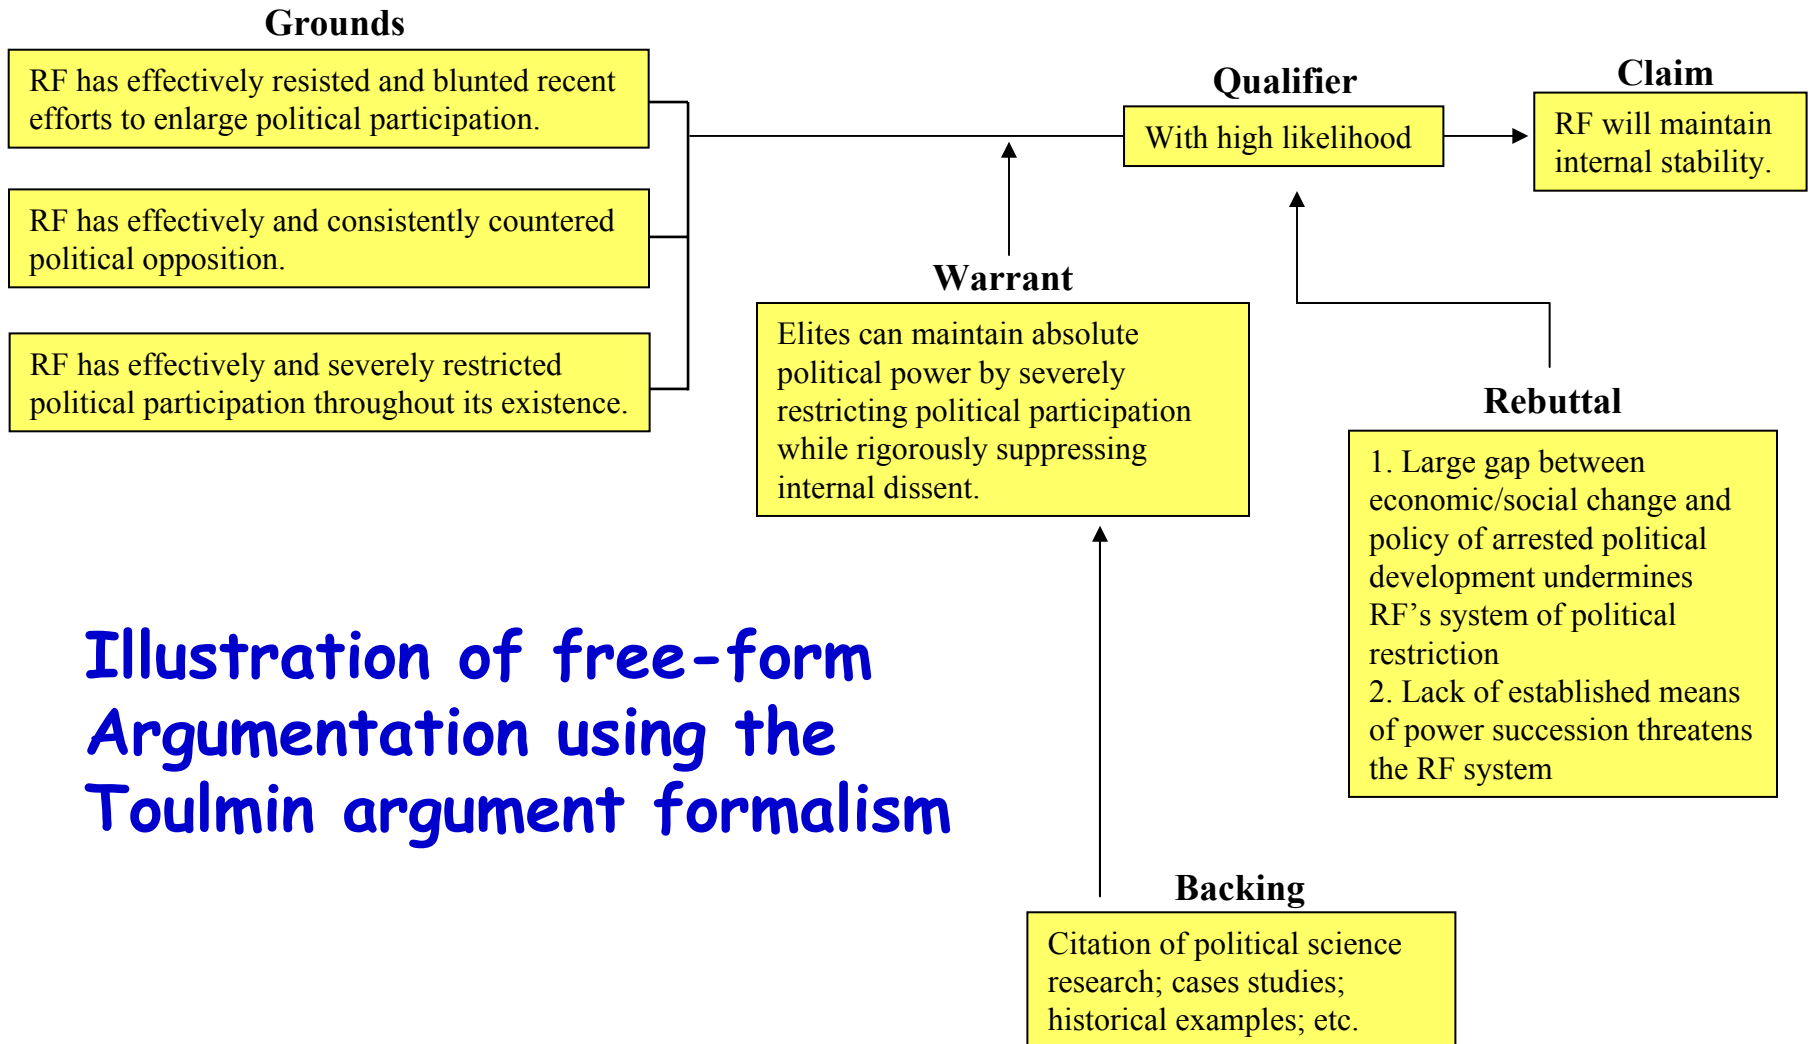 Grounds
RF has effectively resisted and blunted recent
efforts to enlarge political participation.
RF has effectively and consistently countered
political opposition.
RF has effectively and severely restricted
political participation throughout its existence.
Qualifier
With high likelihood
Claim
RF will maintain
internal stability.
Warrant
Elites can maintain absolute
political power by severely
restricting political participation
while rigorously suppressing
internal dissent.
Rebuttal
1. Large gap between
economic/social change and
policy of arrested political
development undermines
RF’s system of political
restriction
2. Lack of established means
of power succession threatens
the RF system
Illustration of free-form
Argumentation using the
Toulmin argument formalism
Backing
Citation of political science
research; cases studies;
historical examples; etc.